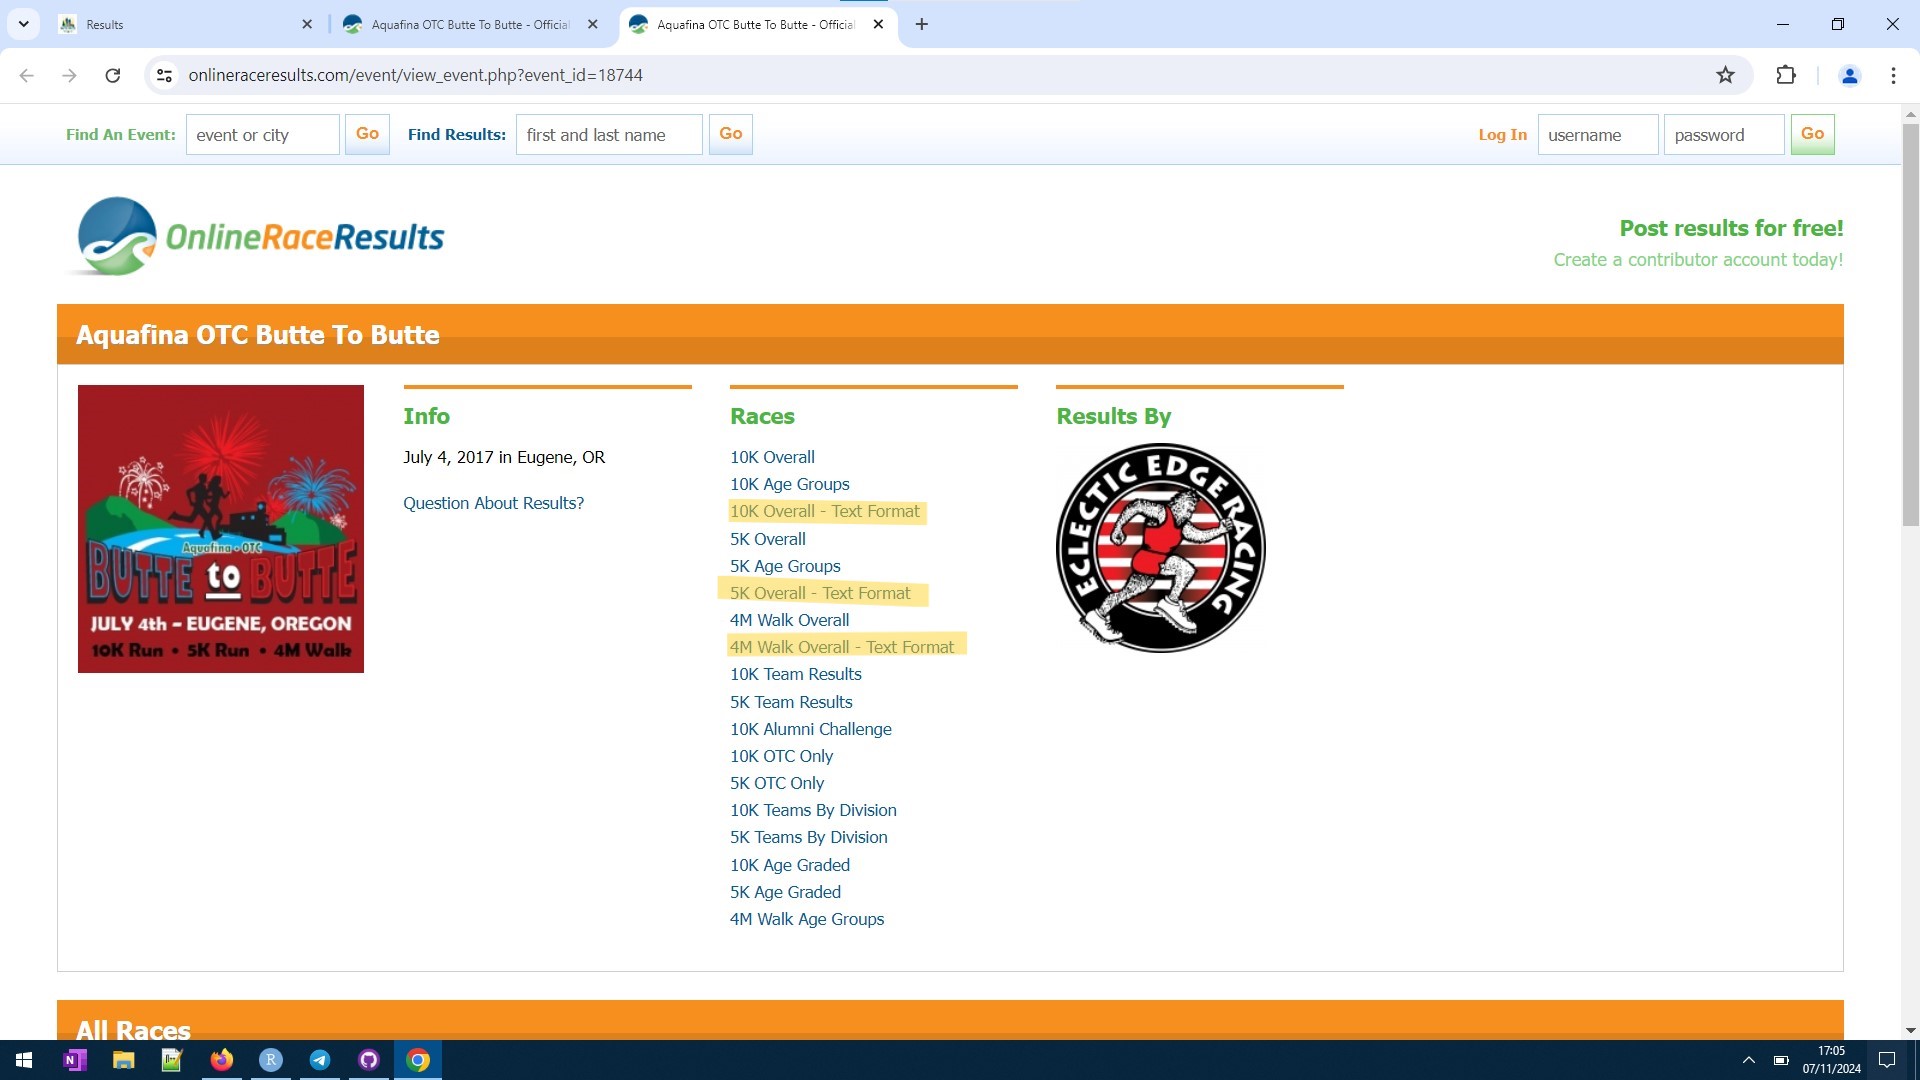 Results
Aquafina OTC Butte To Butte - Official
Aquafina OTC Butte To Butte - Official
onlineraceresults.com/event/view_event.php?event_id=18744
Find An Event: event or city Go Find Results: first and last name Go Log In username password Go
OnlineRaceResults
Post results for free!
Create a contributor account today!
Aquafina OTC Butte To Butte
Aquafina - OTC
BUTTE to BUTTE
JULY 4th - EUGENE, OREGON
10K Run • 5K Run • 4M Walk
Info
July 4, 2017 in Eugene, OR
Question About Results?
Races
10K Overall
10K Age Groups
10K Overall - Text Format
5K Overall
5K Age Groups
5K Overall - Text Format
4M Walk Overall
4M Walk Overall - Text Format
10K Team Results
5K Team Results
10K Alumni Challenge
10K OTC Only
5K OTC Only
10K Teams By Division
5K Teams By Division
10K Age Graded
5K Age Graded
4M Walk Age Groups
Results By
ECLECTIC EDGE RACING
All Races
N
R
17:05
07/11/2024